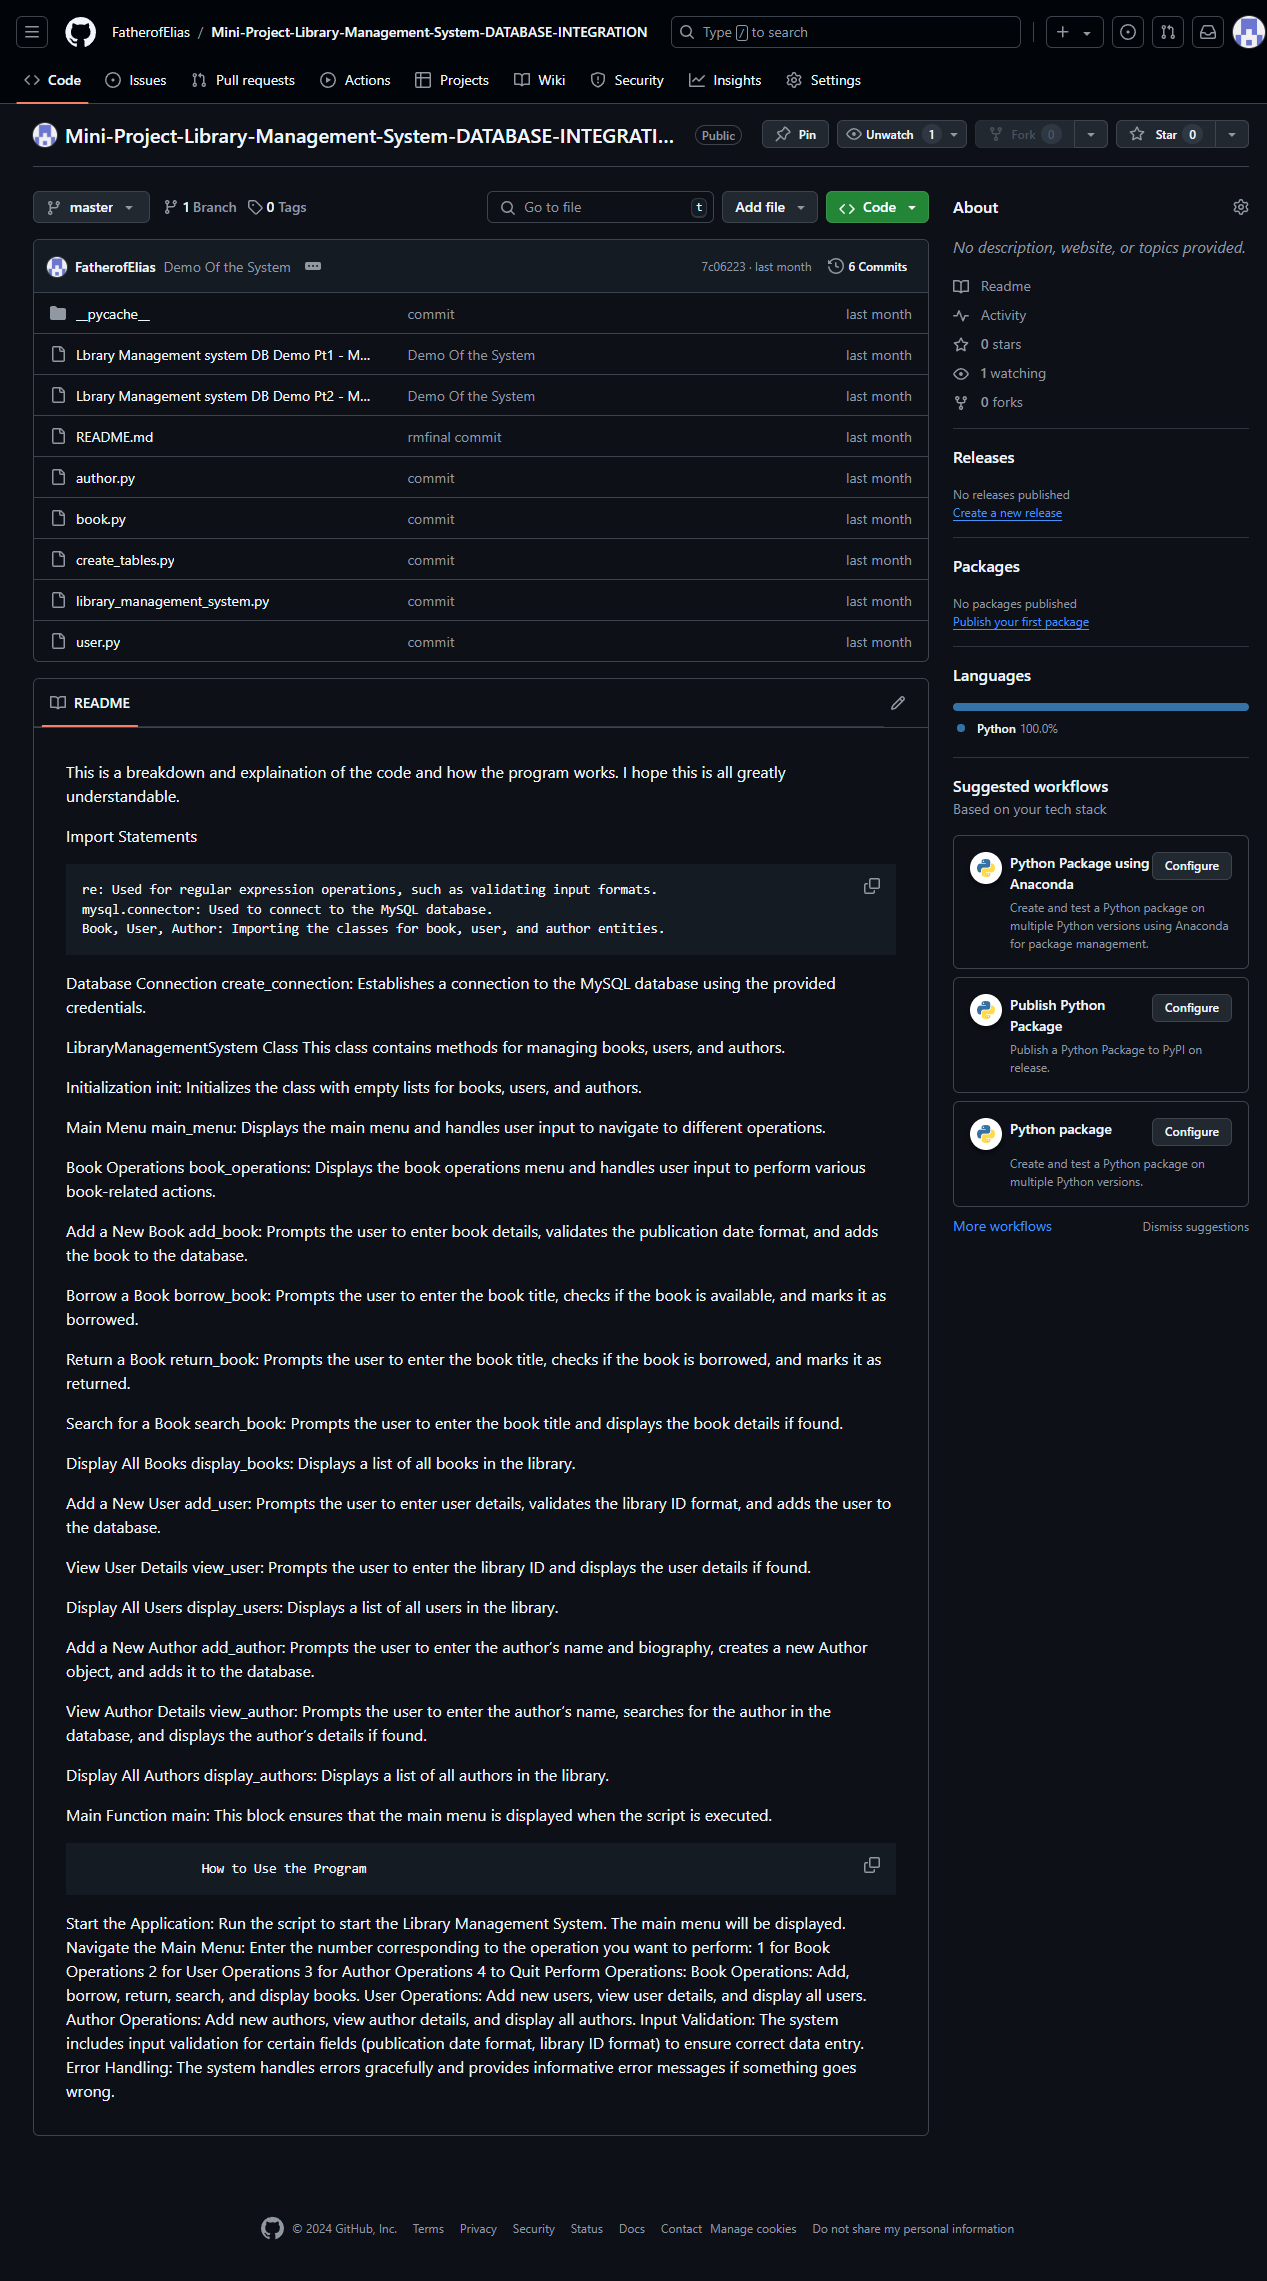 FatherofElias / Mini-Project-Library-Management-System-DATABASE-INTEGRATION
Type / to search
Code
Issues
Pull requests
Actions
Projects
Wiki
Security
Insights
Settings
Mini-Project-Library-Management-System-DATABASE-INTEGRATI...
Public
Pin
Unwatch 1
Fork 0
Star 0
master
1 Branch
0 Tags
Go to file
t
Add file
Code
FatherofElias Demo Of the System
7c06223 · last month
6 Commits
__pycache__ commit last month
Lbrary Management system DB Demo Pt1 - M... Demo Of the System last month
Lbrary Management system DB Demo Pt2 - M... Demo Of the System last month
README.md rmfinal commit last month
author.py commit last month
book.py commit last month
create_tables.py commit last month
library_management_system.py commit last month
user.py commit last month
README
This is a breakdown and explaination of the code and how the program works. I hope this is all greatly
understandable.
Import Statements
re: Used for regular expression operations, such as validating input formats.
mysql.connector: Used to connect to the MySQL database.
Book, User, Author: Importing the classes for book, user, and author entities.
Database Connection create_connection: Establishes a connection to the MySQL database using the provided
credentials.
LibraryManagementSystem Class This class contains methods for managing books, users, and authors.
Initialization init: Initializes the class with empty lists for books, users, and authors.
Main Menu main_menu: Displays the main menu and handles user input to navigate to different operations.
Book Operations book_operations: Displays the book operations menu and handles user input to perform various
book-related actions.
Add a New Book add_book: Prompts the user to enter book details, validates the publication date format, and adds
the book to the database.
Borrow a Book borrow_book: Prompts the user to enter the book title, checks if the book is available, and marks it as
borrowed.
Return a Book return_book: Prompts the user to enter the book title, checks if the book is borrowed, and marks it as
returned.
Search for a Book search_book: Prompts the user to enter the book title and displays the book details if found.
Display All Books display_books: Displays a list of all books in the library.
Add a New User add_user: Prompts the user to enter user details, validates the library ID format, and adds the user to
the database.
View User Details view_user: Prompts the user to enter the library ID and displays the user details if found.
Display All Users display_users: Displays a list of all users in the library.
Add a New Author add_author: Prompts the user to enter the author’s name and biography, creates a new Author
object, and adds it to the database.
View Author Details view_author: Prompts the user to enter the author’s name, searches for the author in the
database, and displays the author’s details if found.
Display All Authors display_authors: Displays a list of all authors in the library.
Main Function main: This block ensures that the main menu is displayed when the script is executed.
How to Use the Program
Start the Application: Run the script to start the Library Management System. The main menu will be displayed.
Navigate the Main Menu: Enter the number corresponding to the operation you want to perform: 1 for Book
Operations 2 for User Operations 3 for Author Operations 4 to Quit Perform Operations: Book Operations: Add,
borrow, return, search, and display books. User Operations: Add new users, view user details, and display all users.
Author Operations: Add new authors, view author details, and display all authors. Input Validation: The system
includes input validation for certain fields (publication date format, library ID format) to ensure correct data entry.
Error Handling: The system handles errors gracefully and provides informative error messages if something goes
wrong.
About
No description, website, or topics provided.
Readme
Activity
0 stars
1 watching
0 forks
Releases
No releases published
Create a new release
Packages
No packages published
Publish your first package
Languages
Python 100.0%
Suggested workflows
Based on your tech stack
Python Package using
Anaconda
Configure
Create and test a Python package on
multiple Python versions using Anaconda
for package management.
Publish Python
Package
Configure
Publish a Python Package to PyPI on
release.
Python package
Configure
Create and test a Python package on
multiple Python versions.
More workflows
Dismiss suggestions
© 2024 GitHub, Inc. Terms Privacy Security Status Docs Contact Manage cookies Do not share my personal information